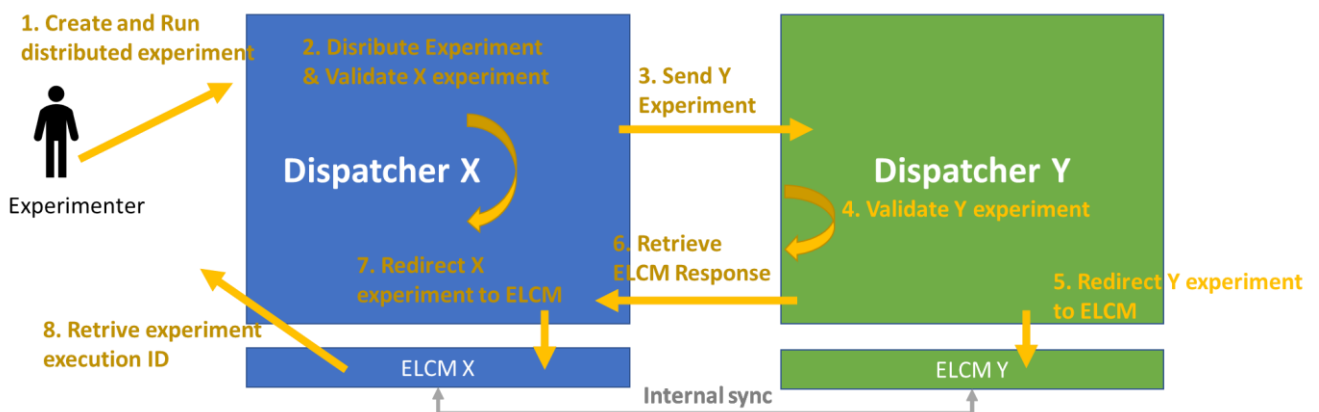 1. Create and Run
distributed experiment
2. Disribute Experiment
& Validate X experiment
3. Send Y
Experiment
Dispatcher X
Dispatcher Y
Experimenter
4. Validate Y experiment
6. Retrieve
ELCM Response
7. Redirect X
experiment to ELCM
5. Redirect Y experiment
to ELCM
8. Retrive experiment
execution ID
ELCM X
ELCM Y
Internal sync